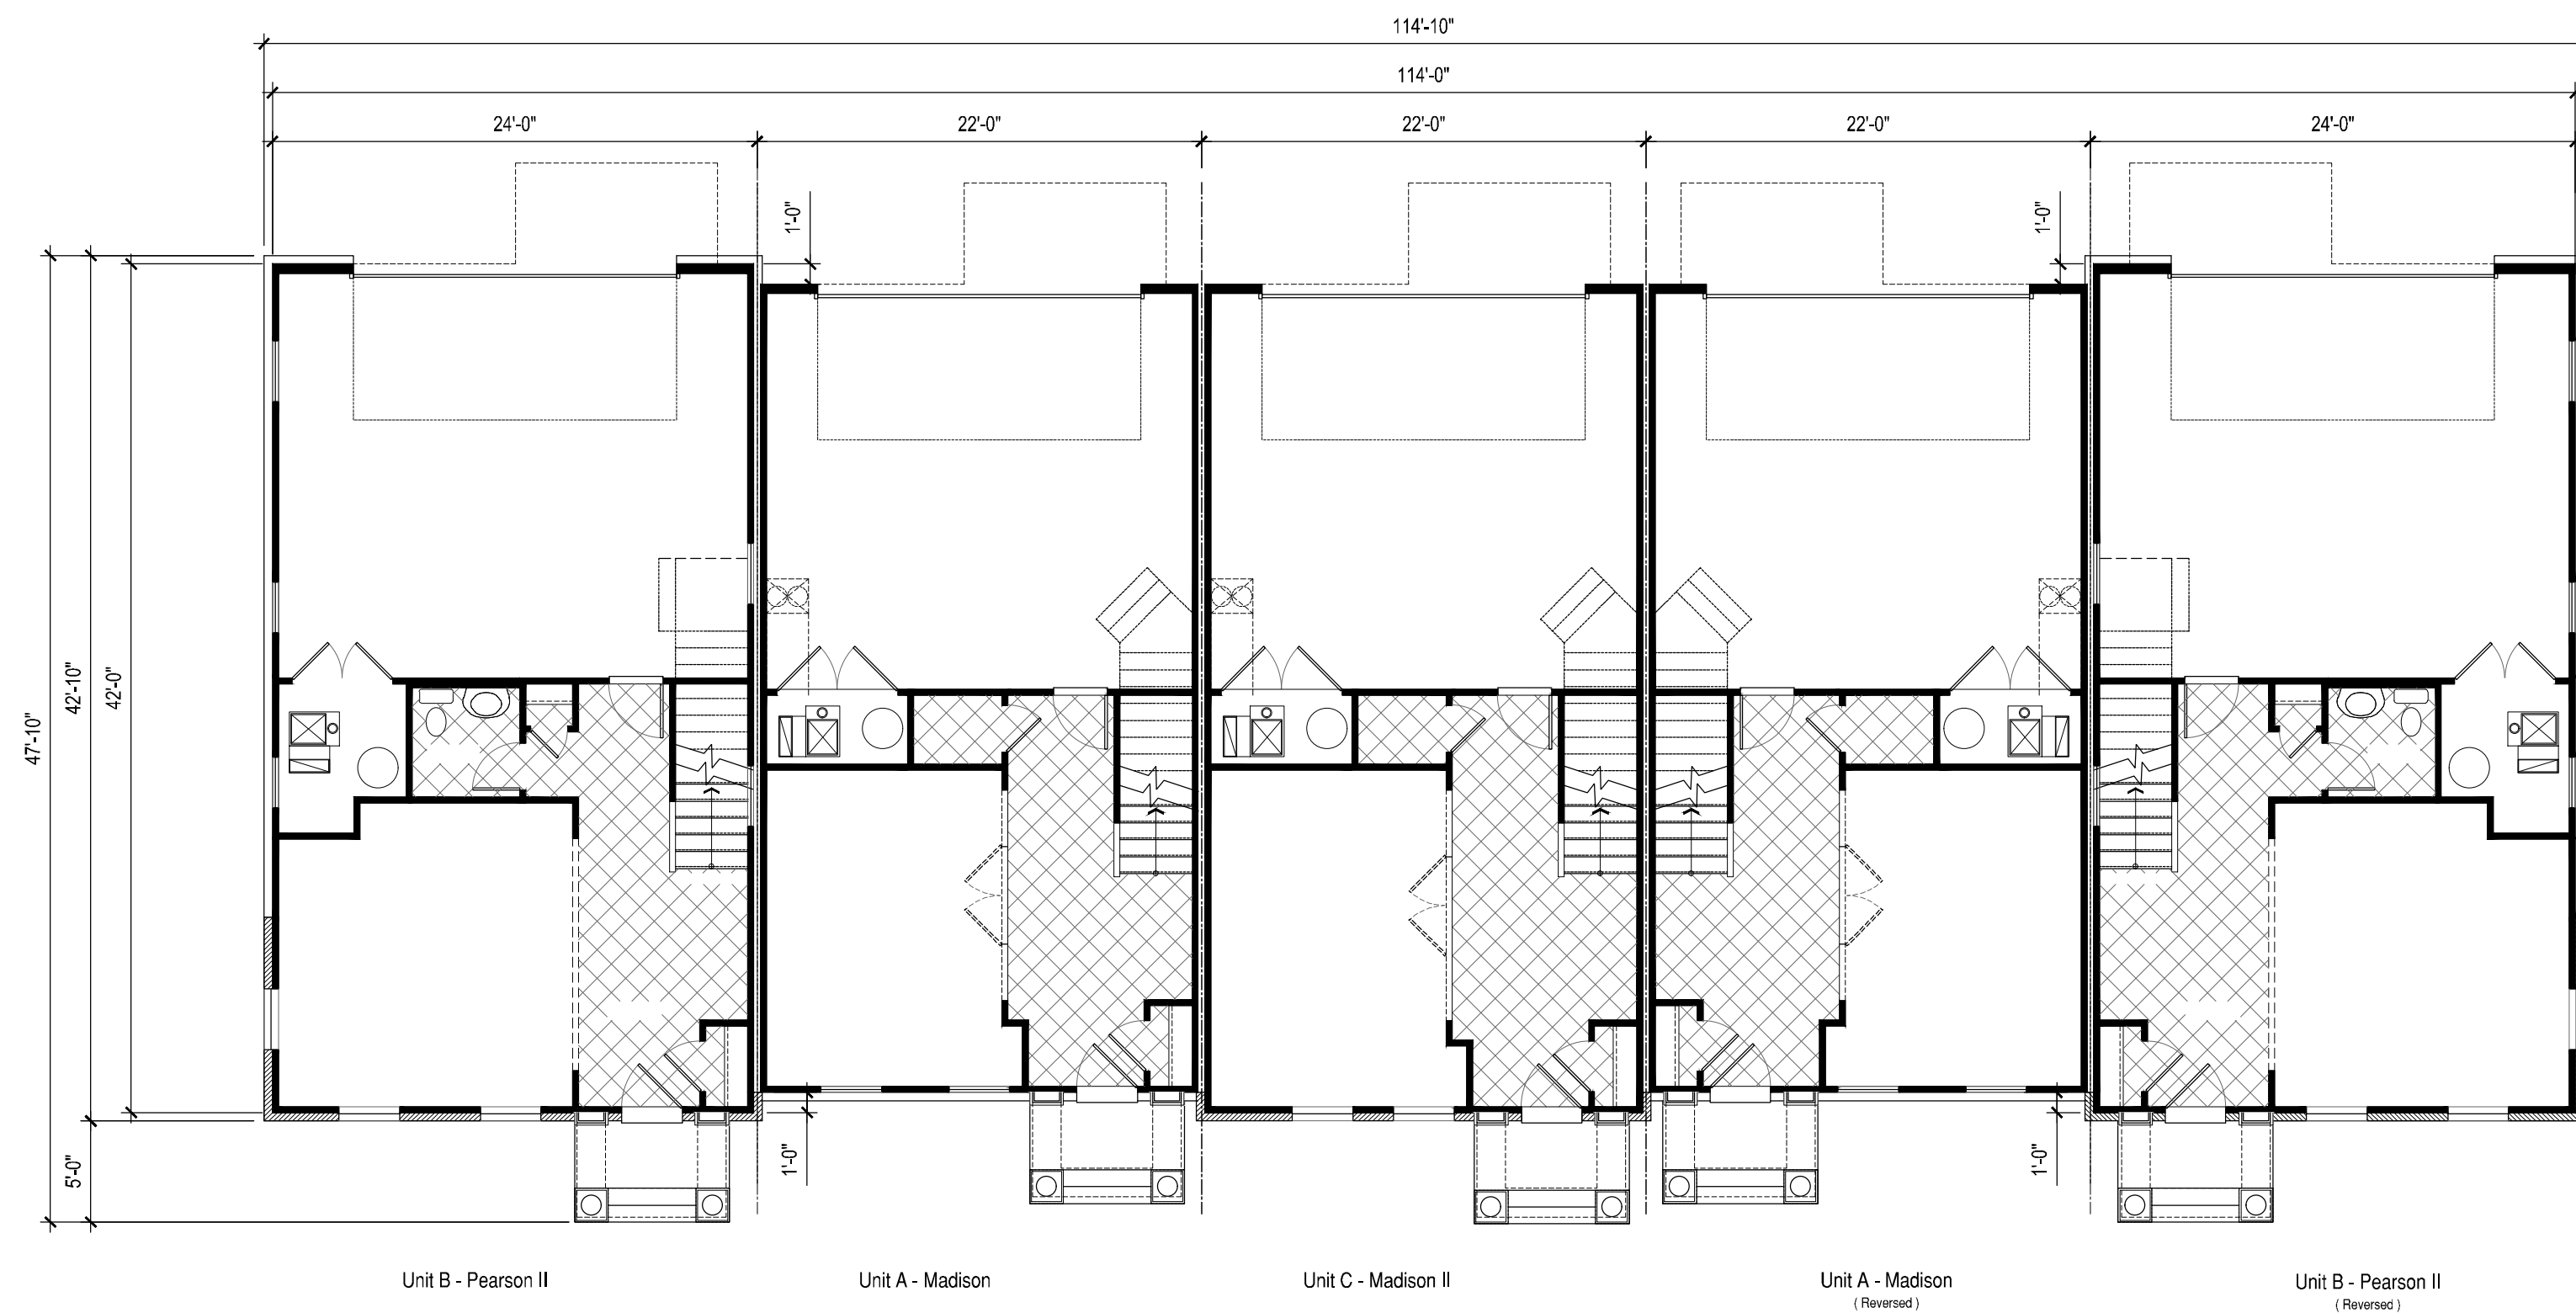 114'-10"
114'-0"
24'-0" 22'-0" 22'-0" 22'-0" 24'-0"
1'-0" 1'-0"
47'-10" 42'-10" 42'-0"
5'-0" 1'-0" 1'-0"
Unit B - Pearson II Unit A - Madison Unit C - Madison II Unit A - Madison Unit B - Pearson II
( Reversed ) ( Reversed )